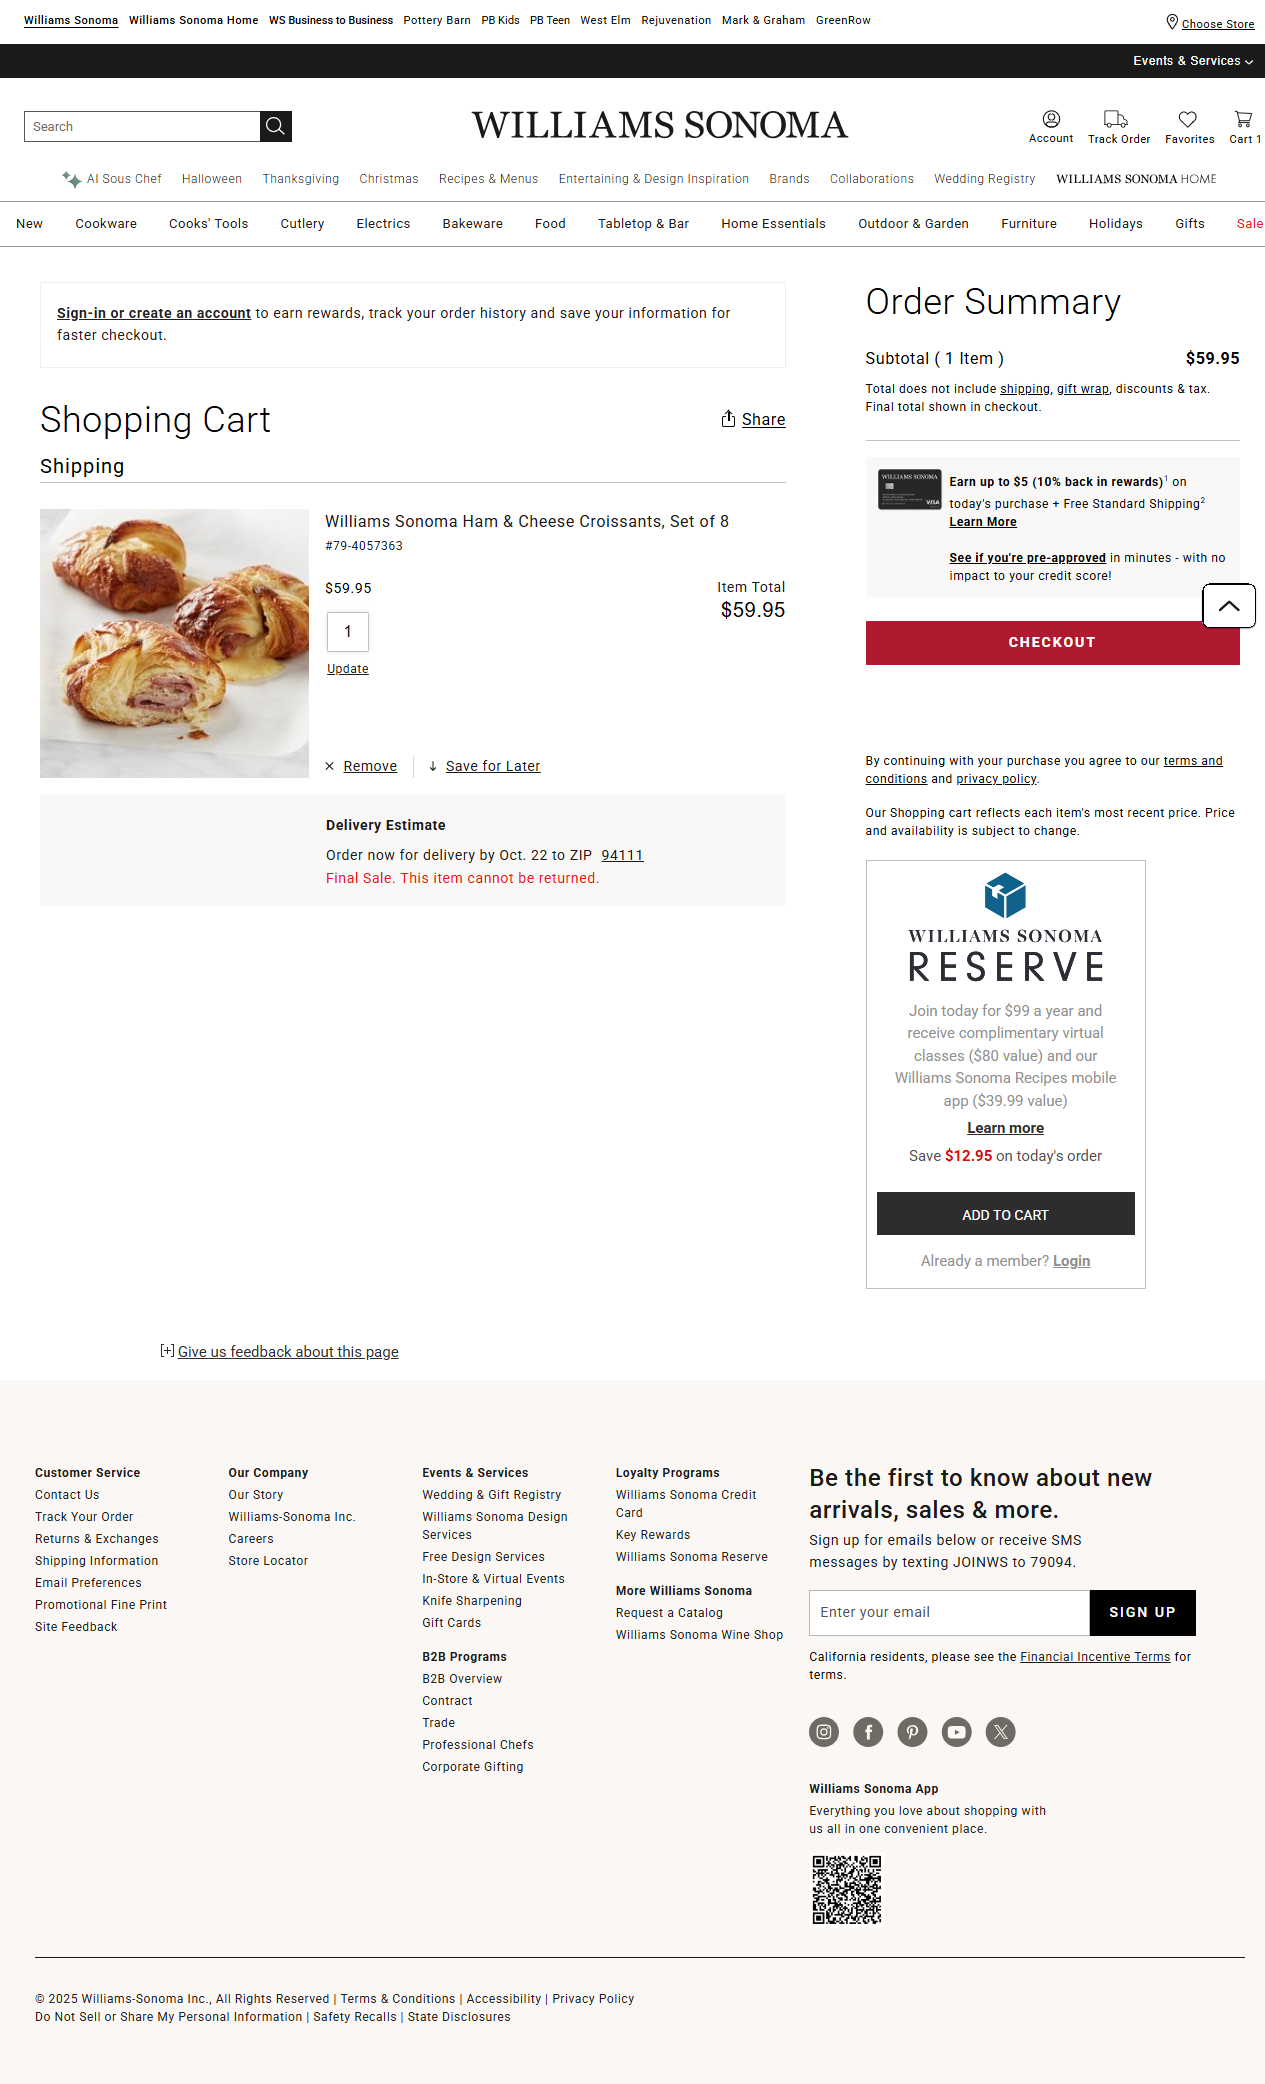 Williams Sonoma Williams Sonoma Home WS Business to Business Pottery Barn PB Kids PB Teen West Elm Rejuvenation Mark & Graham GreenRow
Choose Store
Events & Services
Search
WILLIAMS SONOMA
Account Track Order Favorites Cart 1
AI Sous Chef Halloween Thanksgiving Christmas Recipes & Menus Entertaining & Design Inspiration Brands Collaborations Wedding Registry WILLIAMS SONOMA HOME
New Cookware Cooks' Tools Cutlery Electrics Bakeware Food Tabletop & Bar Home Essentials Outdoor & Garden Furniture Holidays Gifts Sale
Sign-in or create an account to earn rewards, track your order history and save your information for
faster checkout.
Shopping Cart
Share
Shipping
Williams Sonoma Ham & Cheese Croissants, Set of 8
#79-4057363
$59.95
Item Total
$59.95
1
Update
Remove
Save for Later
Delivery Estimate
Order now for delivery by Oct. 22 to ZIP 94111
Final Sale. This item cannot be returned.
Order Summary
Subtotal ( 1 Item ) $59.95
Total does not include shipping, gift wrap, discounts & tax.
Final total shown in checkout.
WILLIAMS SONOMA
VISA
Earn up to $5 (10% back in rewards)1 on
today's purchase + Free Standard Shipping2
Learn More
See if you're pre-approved in minutes - with no
impact to your credit score!
CHECKOUT
By continuing with your purchase you agree to our terms and
conditions and privacy policy.
Our Shopping cart reflects each item's most recent price. Price
and availability is subject to change.
WILLIAMS SONOMA
RESERVE
Join today for $99 a year and
receive complimentary virtual
classes ($80 value) and our
Williams Sonoma Recipes mobile
app ($39.99 value)
Learn more
Save $12.95 on today's order
ADD TO CART
Already a member? Login
[+] Give us feedback about this page
Customer Service
Contact Us
Track Your Order
Returns & Exchanges
Shipping Information
Email Preferences
Promotional Fine Print
Site Feedback
Our Company
Our Story
Williams-Sonoma Inc.
Careers
Store Locator
Events & Services
Wedding & Gift Registry
Williams Sonoma Design
Services
Free Design Services
In-Store & Virtual Events
Knife Sharpening
Gift Cards
B2B Programs
B2B Overview
Contract
Trade
Professional Chefs
Corporate Gifting
Loyalty Programs
Williams Sonoma Credit
Card
Key Rewards
Williams Sonoma Reserve
More Williams Sonoma
Request a Catalog
Williams Sonoma Wine Shop
Be the first to know about new
arrivals, sales & more.
Sign up for emails below or receive SMS
messages by texting JOINWS to 79094.
Enter your email
SIGN UP
California residents, please see the Financial Incentive Terms for
terms.
Williams Sonoma App
Everything you love about shopping with
us all in one convenient place.
© 2025 Williams-Sonoma Inc., All Rights Reserved | Terms & Conditions | Accessibility | Privacy Policy
Do Not Sell or Share My Personal Information | Safety Recalls | State Disclosures